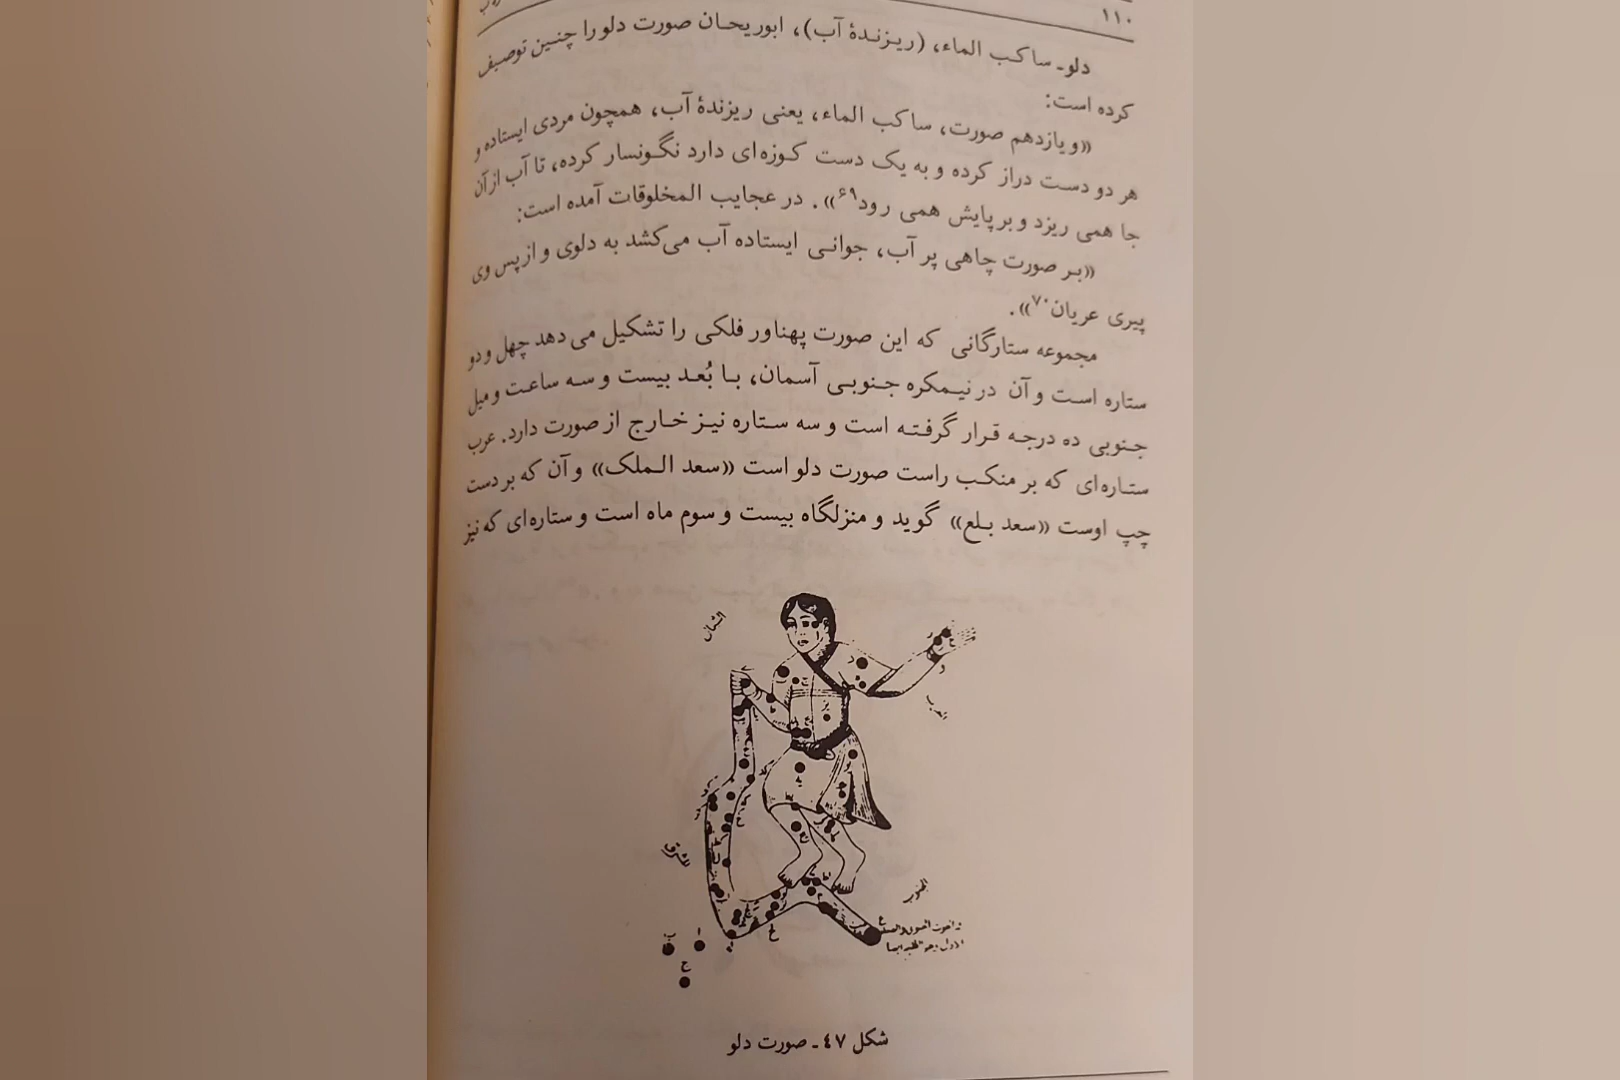 ۱۱۰
دلو ـ ساکب الماء، (ریزندهٔ آب)، ابوریحان صورت دلو را چنین توصیف
کرده است:
«و یازدهم صورت، ساکب الماء، یعنی ریزندهٔ آب، همچون مردی ایستاده و
هر دو دست دراز کرده و به یک دست کوزه‌ای دارد نگونسار کرده، تا آب از آن
جا همی ریزد و بر پایش همی رود۶۹». در عجایب المخلوقات آمده است:
«بر صورت چاهی پر آب، جوانی ایستاده آب می‌کشد به دلوی و از پس وی
پیری عریان۷۰».
مجموعه ستارگانی که این صورت پهناور فلکی را تشکیل می دهد چهل و دو
ستاره است و آن در نیمکره جنوبی آسمان، با بُعد بیست و سه ساعت و میل
جنوبی ده درجه قرار گرفته است و سه ستاره نیز خارج از صورت دارد. عرب
ستاره‌ای که بر منکب راست صورت دلو است «سعد الملک» و آن که بر دست
چپ اوست «سعد بلع» گوید و منزلگاه بیست و سوم ماه است و ستاره‌ای که نیز
الشمال
المغرب
المشرق
الجنوب
شکل ٤٧ ـ صورت دلو